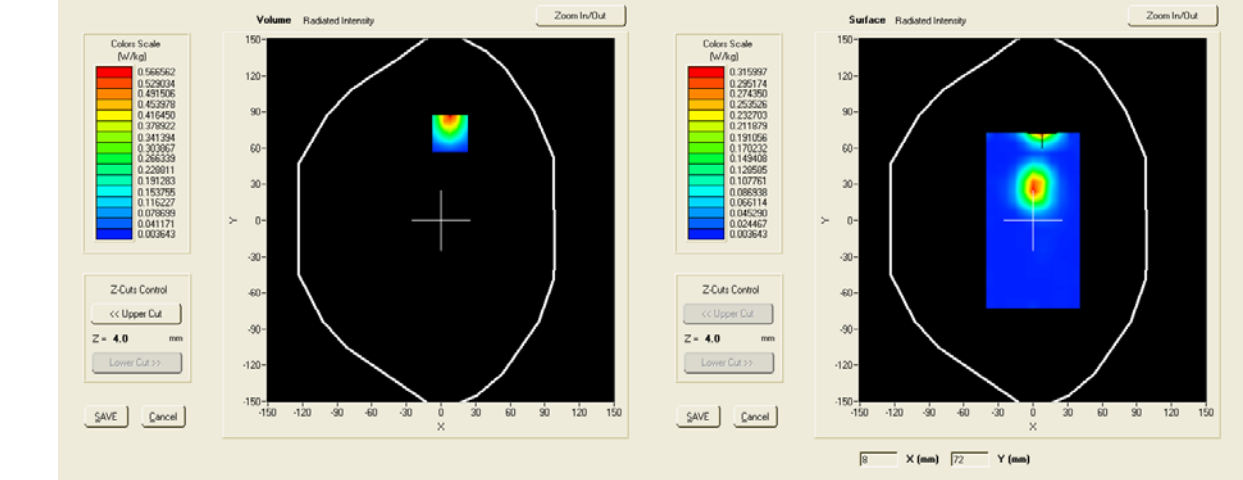 Volume Radiated Intensity Zoom In/Out
Colors Scale
(W/kg)
0.566562
0.529034
0.491506
0.453978
0.416450
0.378922
0.341394
0.303867
0.266339
0.228811
0.191283
0.153755
0.116227
0.078699
0.041171
0.003643
Z-Cuts Control
<< Upper Cut
Z = 4.0 mm
Lower Cut >>
SAVE Cancel
150
120
90
60
30
0
-30
-60
-90
-120
-150
Y
-150 -120 -90 -60 -30 0 30 60 90 120 150
X
Surface Radiated Intensity Zoom In/Out
Colors Scale
(W/kg)
0.315997
0.295174
0.274350
0.253526
0.232703
0.211879
0.191056
0.170232
0.149408
0.128585
0.107761
0.086938
0.066114
0.045290
0.024467
0.003643
Z-Cuts Control
<< Upper Cut
Z = 4.0 mm
Lower Cut >>
SAVE Cancel
150
120
90
60
30
0
-30
-60
-90
-120
-150
Y
-150 -120 -90 -60 -30 0 30 60 90 120 150
X
8 X (mm) 72 Y (mm)